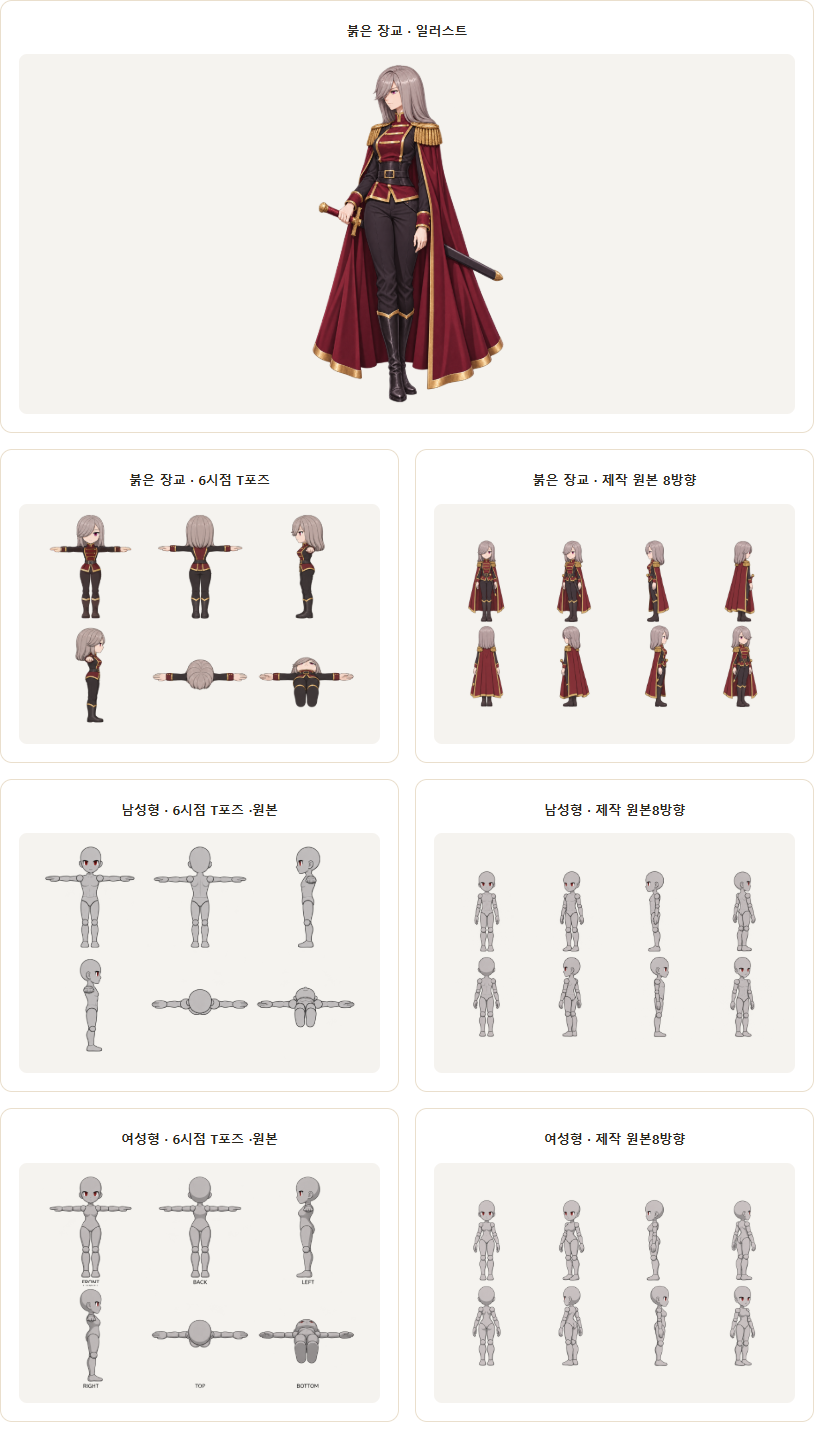 붉은 장교 · 일러스트
붉은 장교 · 6시점 T포즈
붉은 장교 · 제작 원본 8방향
남성형 · 6시점 T포즈 ·원본
남성형 · 제작 원본8방향
여성형 · 6시점 T포즈 ·원본
FRONT
BACK
LEFT
RIGHT
TOP
BOTTOM
여성형 · 제작 원본8방향